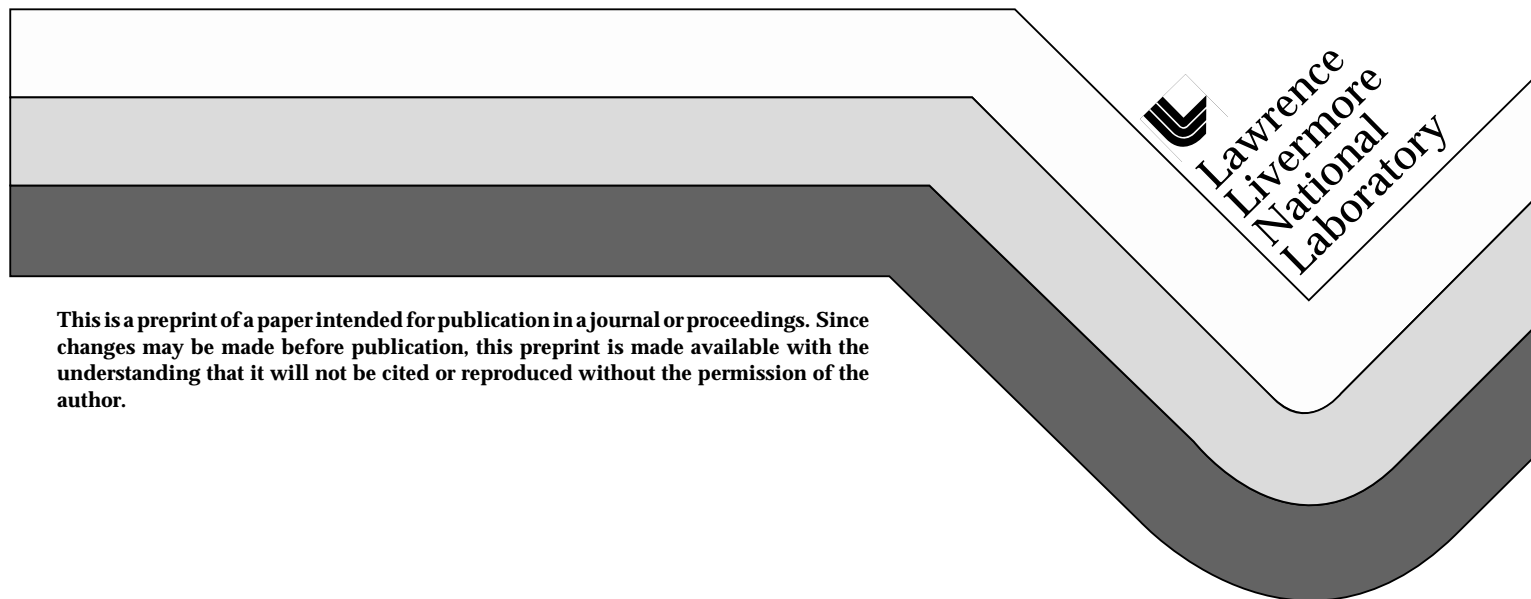 Lawrence
Livermore
National
Laboratory
This is a preprint of a paper intended for publication in a journal or proceedings. Since
changes may be made before publication, this preprint is made available with the
understanding that it will not be cited or reproduced without the permission of the
author.